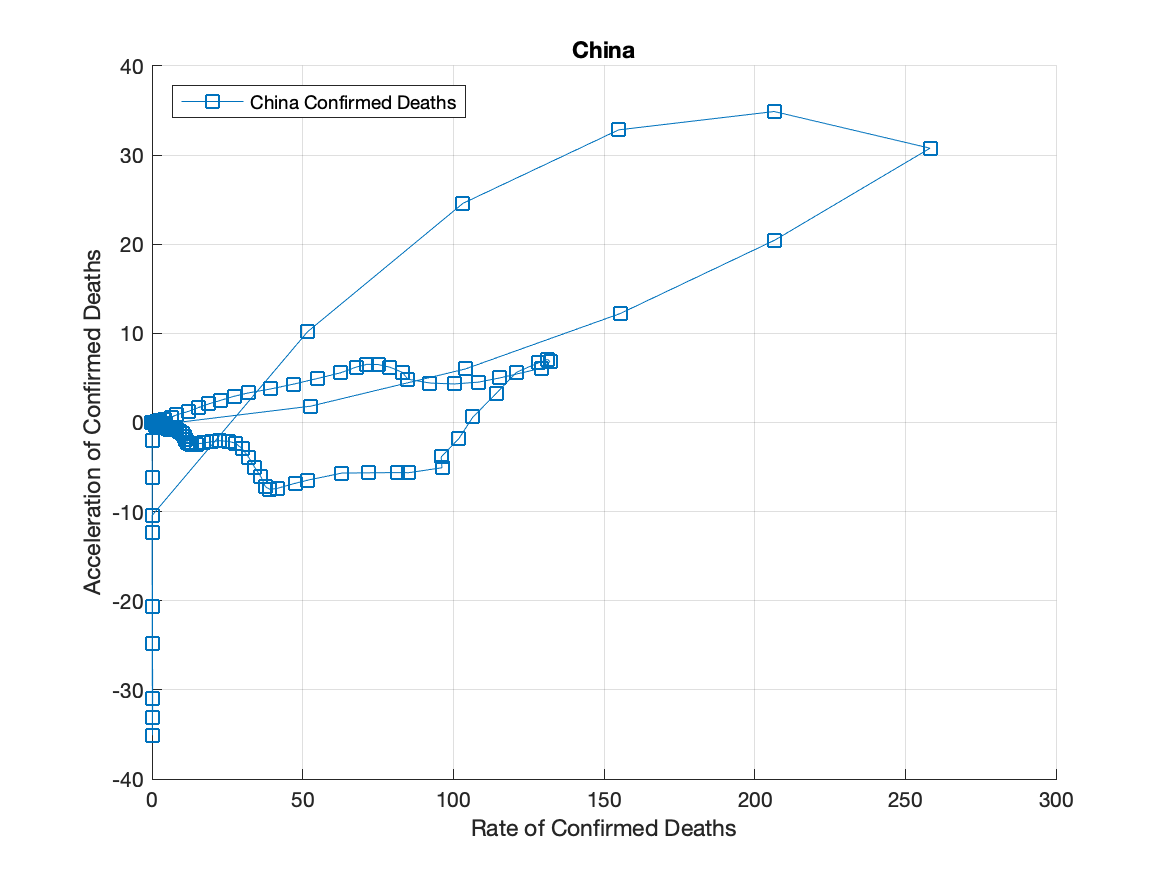 China
China Confirmed Deaths
Acceleration of Confirmed Deaths
40
30
20
10
0
-10
-20
-30
-40
0 50 100 150 200 250 300
Rate of Confirmed Deaths